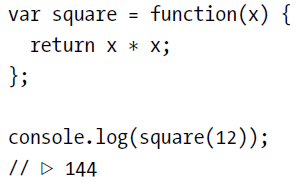 var square = function(x) {
  return x * x;
};

console.log(square(12));
// ▷ 144